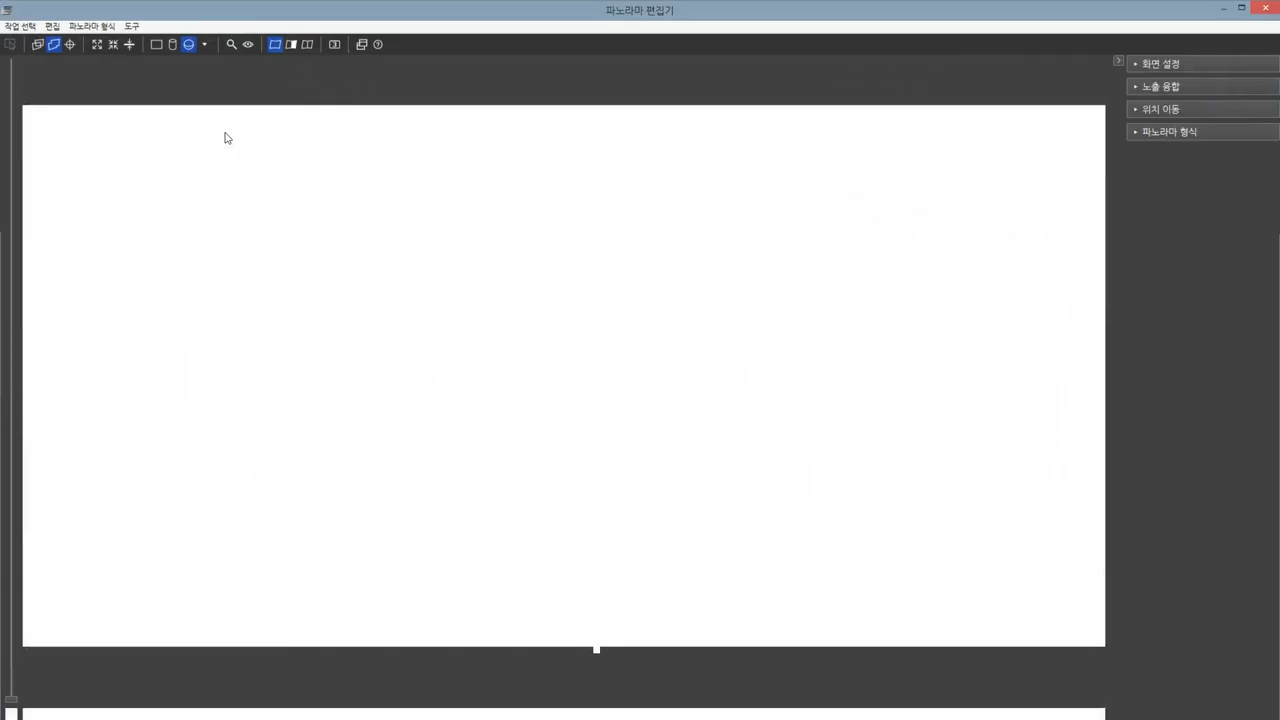 파노라마 편집기
작업 선택 편집 파노라마 형식 도구
화면 설정
노출 융합
위치 이동
파노라마 형식